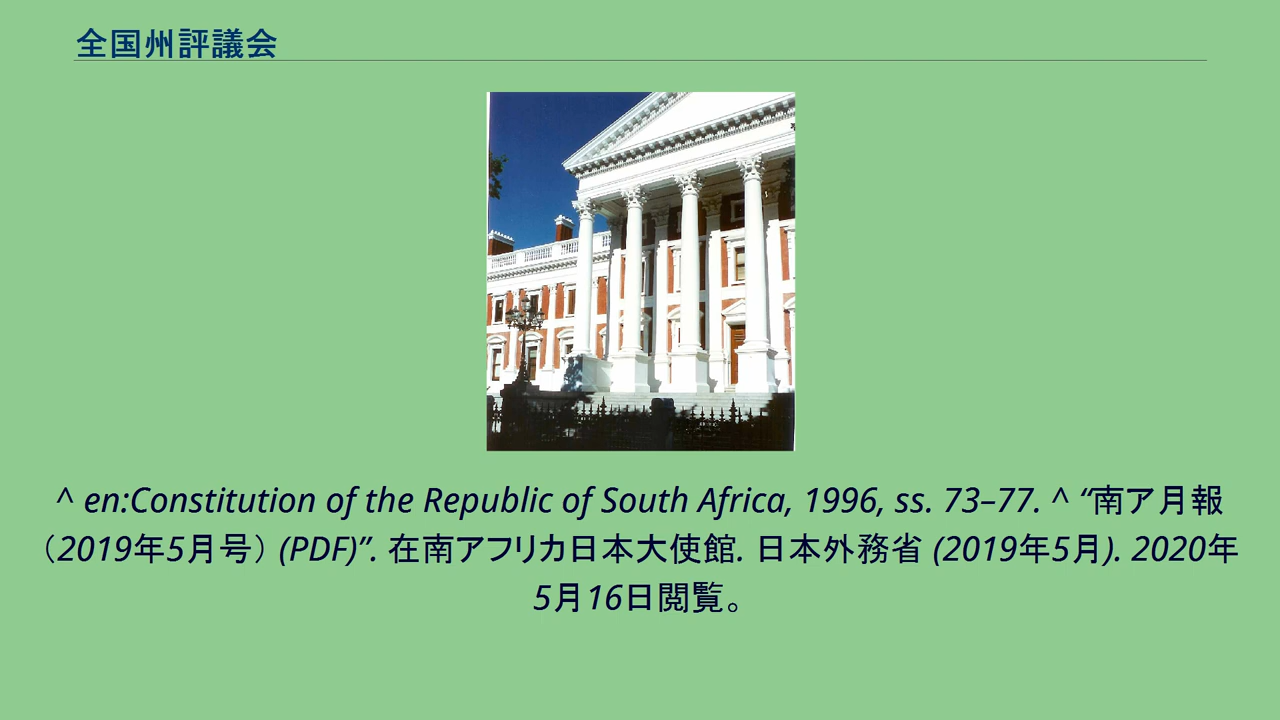 全国州評議会
^ en:Constitution of the Republic of South Africa, 1996, ss. 73–77. ^ “南ア月報
（2019年5月号） (PDF)”. 在南アフリカ日本大使館. 日本外務省 (2019年5月). 2020年
5月16日閲覧。